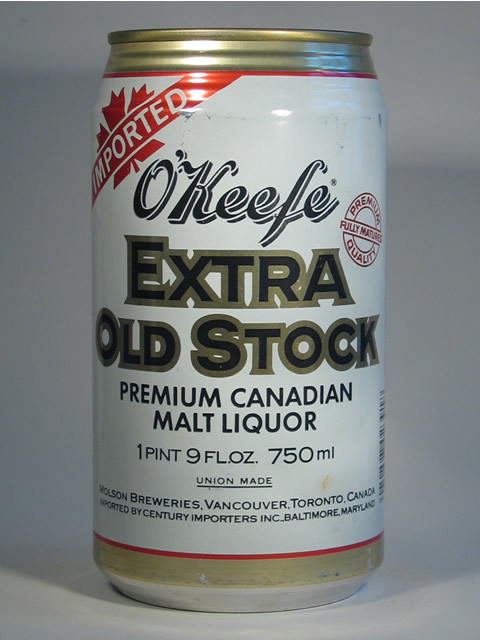 IMPORTED
O'Keefe®
EXTRA
OLD STOCK
PREMIUM
FULLY MATURED
QUALITY
PREMIUM CANADIAN
MALT LIQUOR
1 PINT 9 FL.OZ. 750 ml
UNION MADE
MOLSON BREWERIES, VANCOUVER, TORONTO, CANADA
IMPORTED BY CENTURY IMPORTERS INC., BALTIMORE, MARYLAND